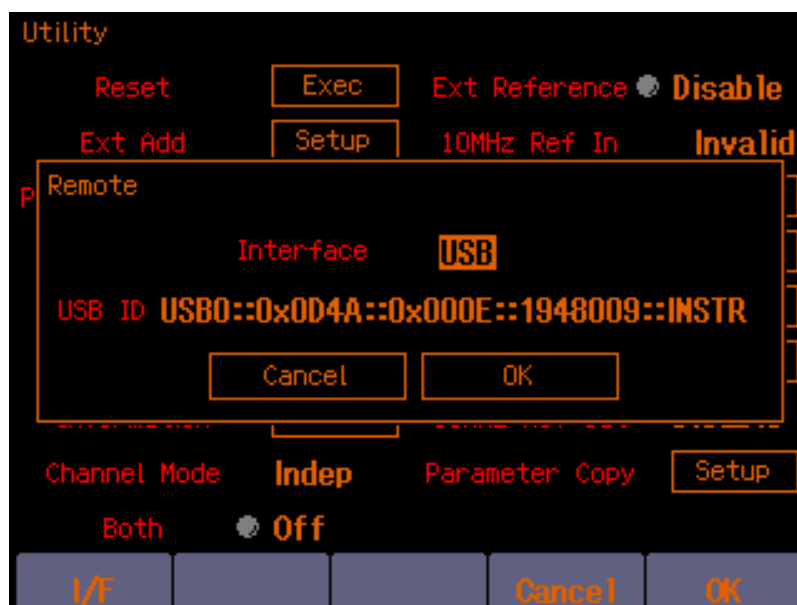 Utility
Reset Exec Ext Reference Disable
Ext Add Setup 10MHz Ref In Invalid
P
Remote
Interface USB
USB ID USB0::0x0D4A::0x000E::1948009::INSTR
Cancel OK
Channel Mode Indep Parameter Copy Setup
Both Off
I/F Cancel OK